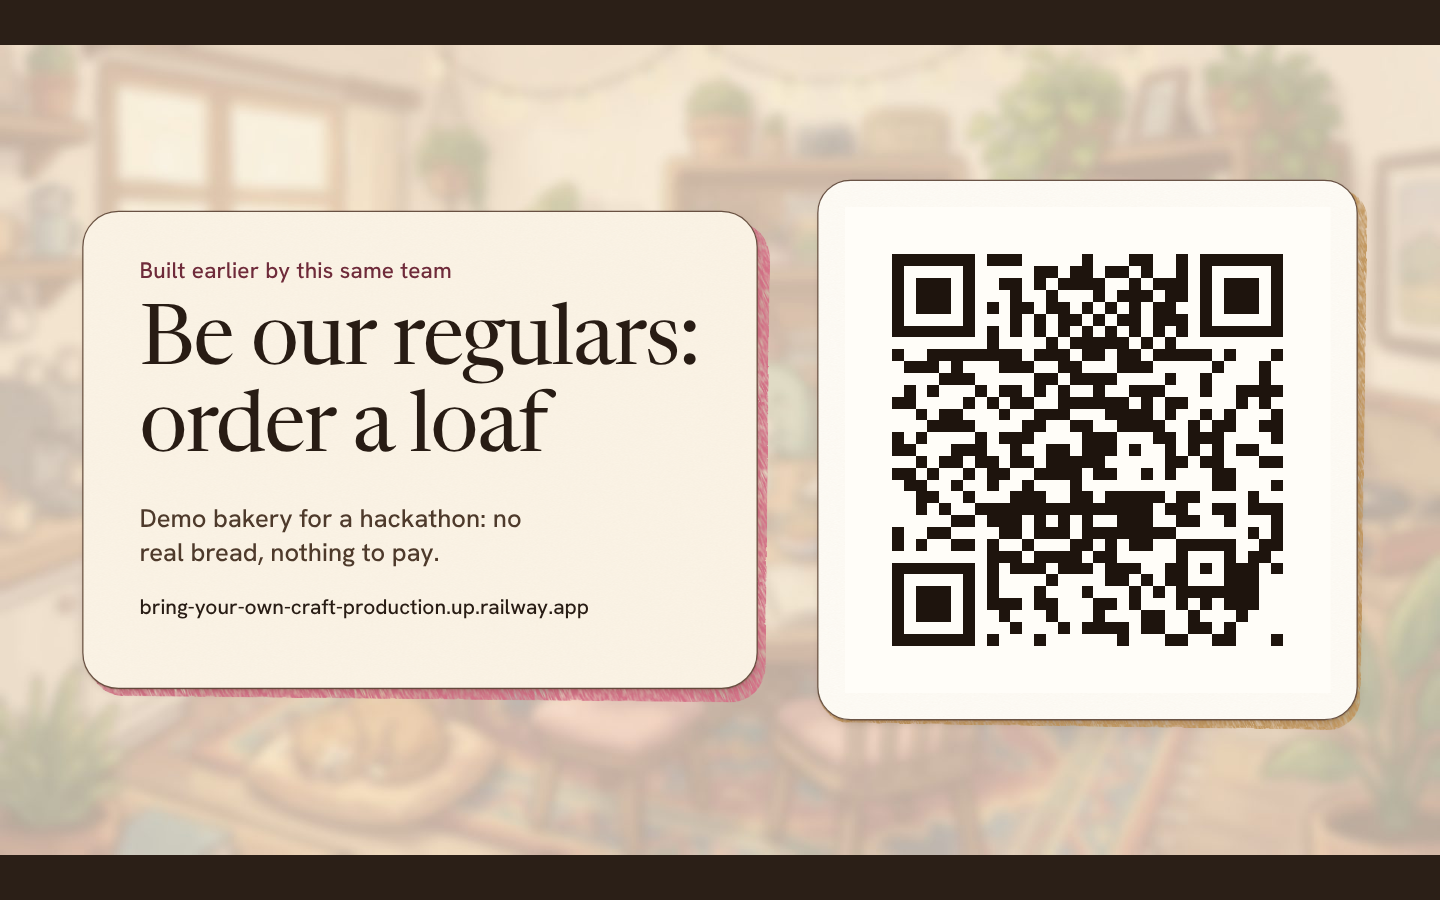 Built earlier by this same team
Be our regulars:
order a loaf
Demo bakery for a hackathon: no
real bread, nothing to pay.
bring-your-own-craft-production.up.railway.app